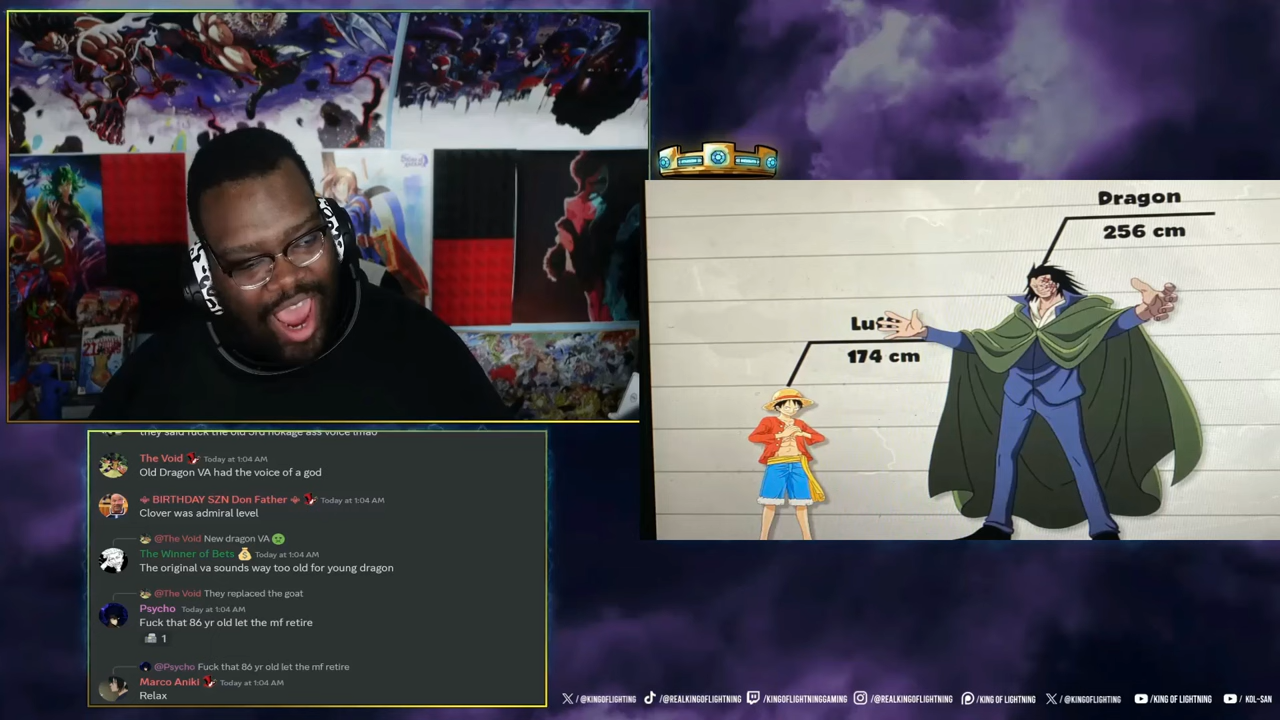 Dragon
256 cm
Lu
174 cm
they said fuck the old 3rd hokage ass voice lmao
The Void Today at 1:04 AM
Old Dragon VA had the voice of a god
BIRTHDAY SZN Don Father Today at 1:04 AM
Clover was admiral level
@The Void New dragon VA 🤢
The Winner of Bets 💰 Today at 1:04 AM
The original va sounds way too old for young dragon
@The Void They replaced the goat
Psycho Today at 1:04 AM
Fuck that 86 yr old let the mf retire
1
@Psycho Fuck that 86 yr old let the mf retire
Marco Aniki Today at 1:04 AM
Relax
X / @KINGOFLIGHTING /@REALKINGOFLIGHTNING /KINGOFLIGHTNINGGAMING /@REALKINGOFLIGHTNING /KING OF LIGHTNING X / @KINGOFLIGHTING /KING OF LIGHTNING / KOL-SAN